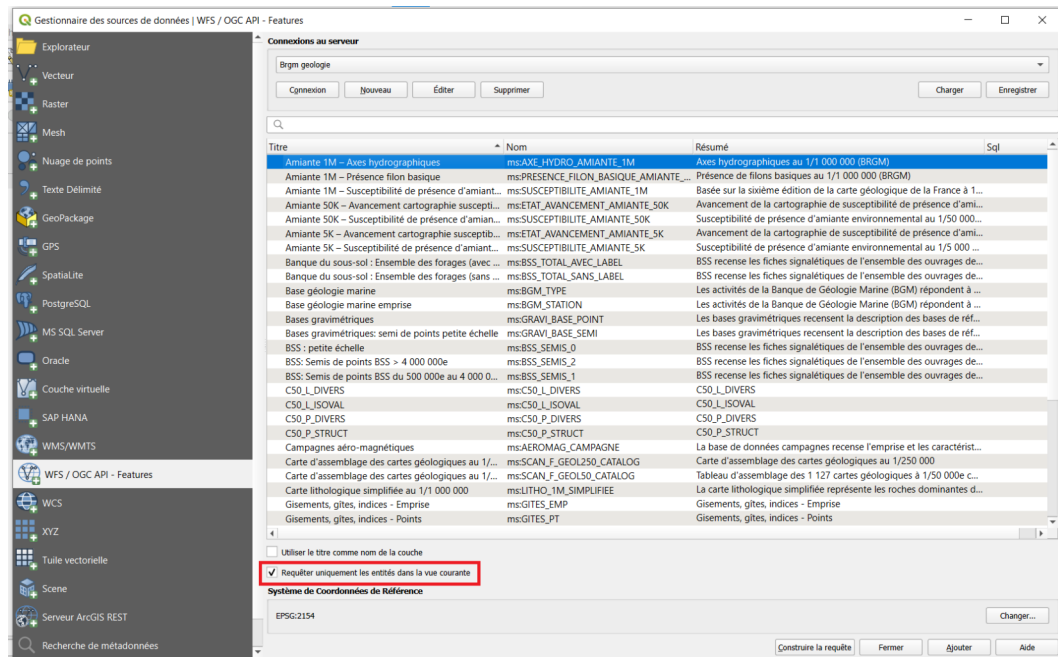 Gestionnaire des sources de données | WFS / OGC API - Features
Explorateur
Vecteur
Raster
Mesh
Nuage de points
Texte Délimité
GeoPackage
GPS
SpatiaLite
PostgreSQL
MS SQL Server
Oracle
Couche virtuelle
SAP HANA
WMS/WMTS
WFS / OGC API - Features
WCS
XYZ
Tuile vectorielle
Scene
Serveur ArcGIS REST
Recherche de métadonnées
Connexions au serveur
Brgm geologie
Connexion Nouveau Éditer Supprimer Charger Enregistrer
Titre Nom Résumé Sql
Amiante 1M – Axes hydrographiques ms:AXE_HYDRO_AMIANTE_1M Axes hydrographiques au 1/1 000 000 (BRGM)
Amiante 1M – Présence filon basique ms:PRESENCE_FILON_BASIQUE_AMIANTE_... Présence de filons basiques au 1/1 000 000 (BRGM)
Amiante 1M – Susceptibilité de présence d'amiant... ms:SUSCEPTIBILITE_AMIANTE_1M Basée sur la sixième édition de la carte géologique de la France à 1...
Amiante 50K – Avancement cartographie suscepti... ms:ETAT_AVANCEMENT_AMIANTE_50K Avancement de la cartographie de susceptibilité de présence d'ami...
Amiante 50K – Susceptibilité de présence d'amian... ms:SUSCEPTIBILITE_AMIANTE_50K Susceptibilité de présence d'amiante environnemental au 1/50 000...
Amiante 5K – Avancement cartographie susceptib... ms:ETAT_AVANCEMENT_AMIANTE_5K Avancement de la cartographie de susceptibilité de présence d'ami...
Amiante 5K – Susceptibilité de présence d'amiant... ms:SUSCEPTIBILITE_AMIANTE_5K Susceptibilité de présence d'amiante environnemental au 1/5 000 ...
Banque du sous-sol : Ensemble des forages (avec ... ms:BSS_TOTAL_AVEC_LABEL BSS recense les fiches signalétiques de l'ensemble des ouvrages de...
Banque du sous-sol : Ensemble des forages (sans ... ms:BSS_TOTAL_SANS_LABEL BSS recense les fiches signalétiques de l'ensemble des ouvrages de...
Base géologie marine ms:BGM_TYPE Les activités de la Banque de Géologie Marine (BGM) répondent à ...
Base géologie marine emprise ms:BGM_STATION Les activités de la Banque de Géologie Marine (BGM) répondent à ...
Bases gravimétriques ms:GRAVI_BASE_POINT Les bases gravimétriques recensent la description des bases de réf...
Bases gravimétriques: semi de points petite échelle ms:GRAVI_BASE_SEMI Les bases gravimétriques recensent la description des bases de réf...
BSS : petite échelle ms:BSS_SEMIS_0 BSS recense les fiches signalétiques de l'ensemble des ouvrages de...
BSS: Semis de points BSS > 4 000 000e ms:BSS_SEMIS_2 BSS recense les fiches signalétiques de l'ensemble des ouvrages de...
BSS: Semis de points BSS du 500 000e au 4 000 0... ms:BSS_SEMIS_1 BSS recense les fiches signalétiques de l'ensemble des ouvrages de...
C50_L_DIVERS ms:C50_L_DIVERS C50_L_DIVERS
C50_L_ISOVAL ms:C50_L_ISOVAL C50_L_ISOVAL
C50_P_DIVERS ms:C50_P_DIVERS C50_P_DIVERS
C50_P_STRUCT ms:C50_P_STRUCT C50_P_STRUCT
Campagnes aéro-magnétiques ms:AEROMAG_CAMPAGNE La base de données campagnes recense l'emprise et les caractérist...
Carte d'assemblage des cartes géologiques au 1/... ms:SCAN_F_GEOL250_CATALOG Carte d'assemblage des cartes géologiques au 1/250 000
Carte d'assemblage des cartes géologiques au 1/... ms:SCAN_F_GEOL50_CATALOG Tableau d'assemblage des 1 127 cartes géologiques à 1/50 000e c...
Carte lithologique simplifiée au 1/1 000 000 ms:LITHO_1M_SIMPLIFIEE La carte lithologique simplifiée représente les roches dominantes d...
Gisements, gîtes, indices - Emprise ms:GITES_EMP Gisements, gîtes, indices - Emprise
Gisements, gîtes, indices - Points ms:GITES_PT Gisements, gîtes, indices - Points
Utiliser le titre comme nom de la couche
Requêter uniquement les entités dans la vue courante
Système de Coordonnées de Référence
EPSG:2154 Changer...
Construire la requête Fermer Ajouter Aide